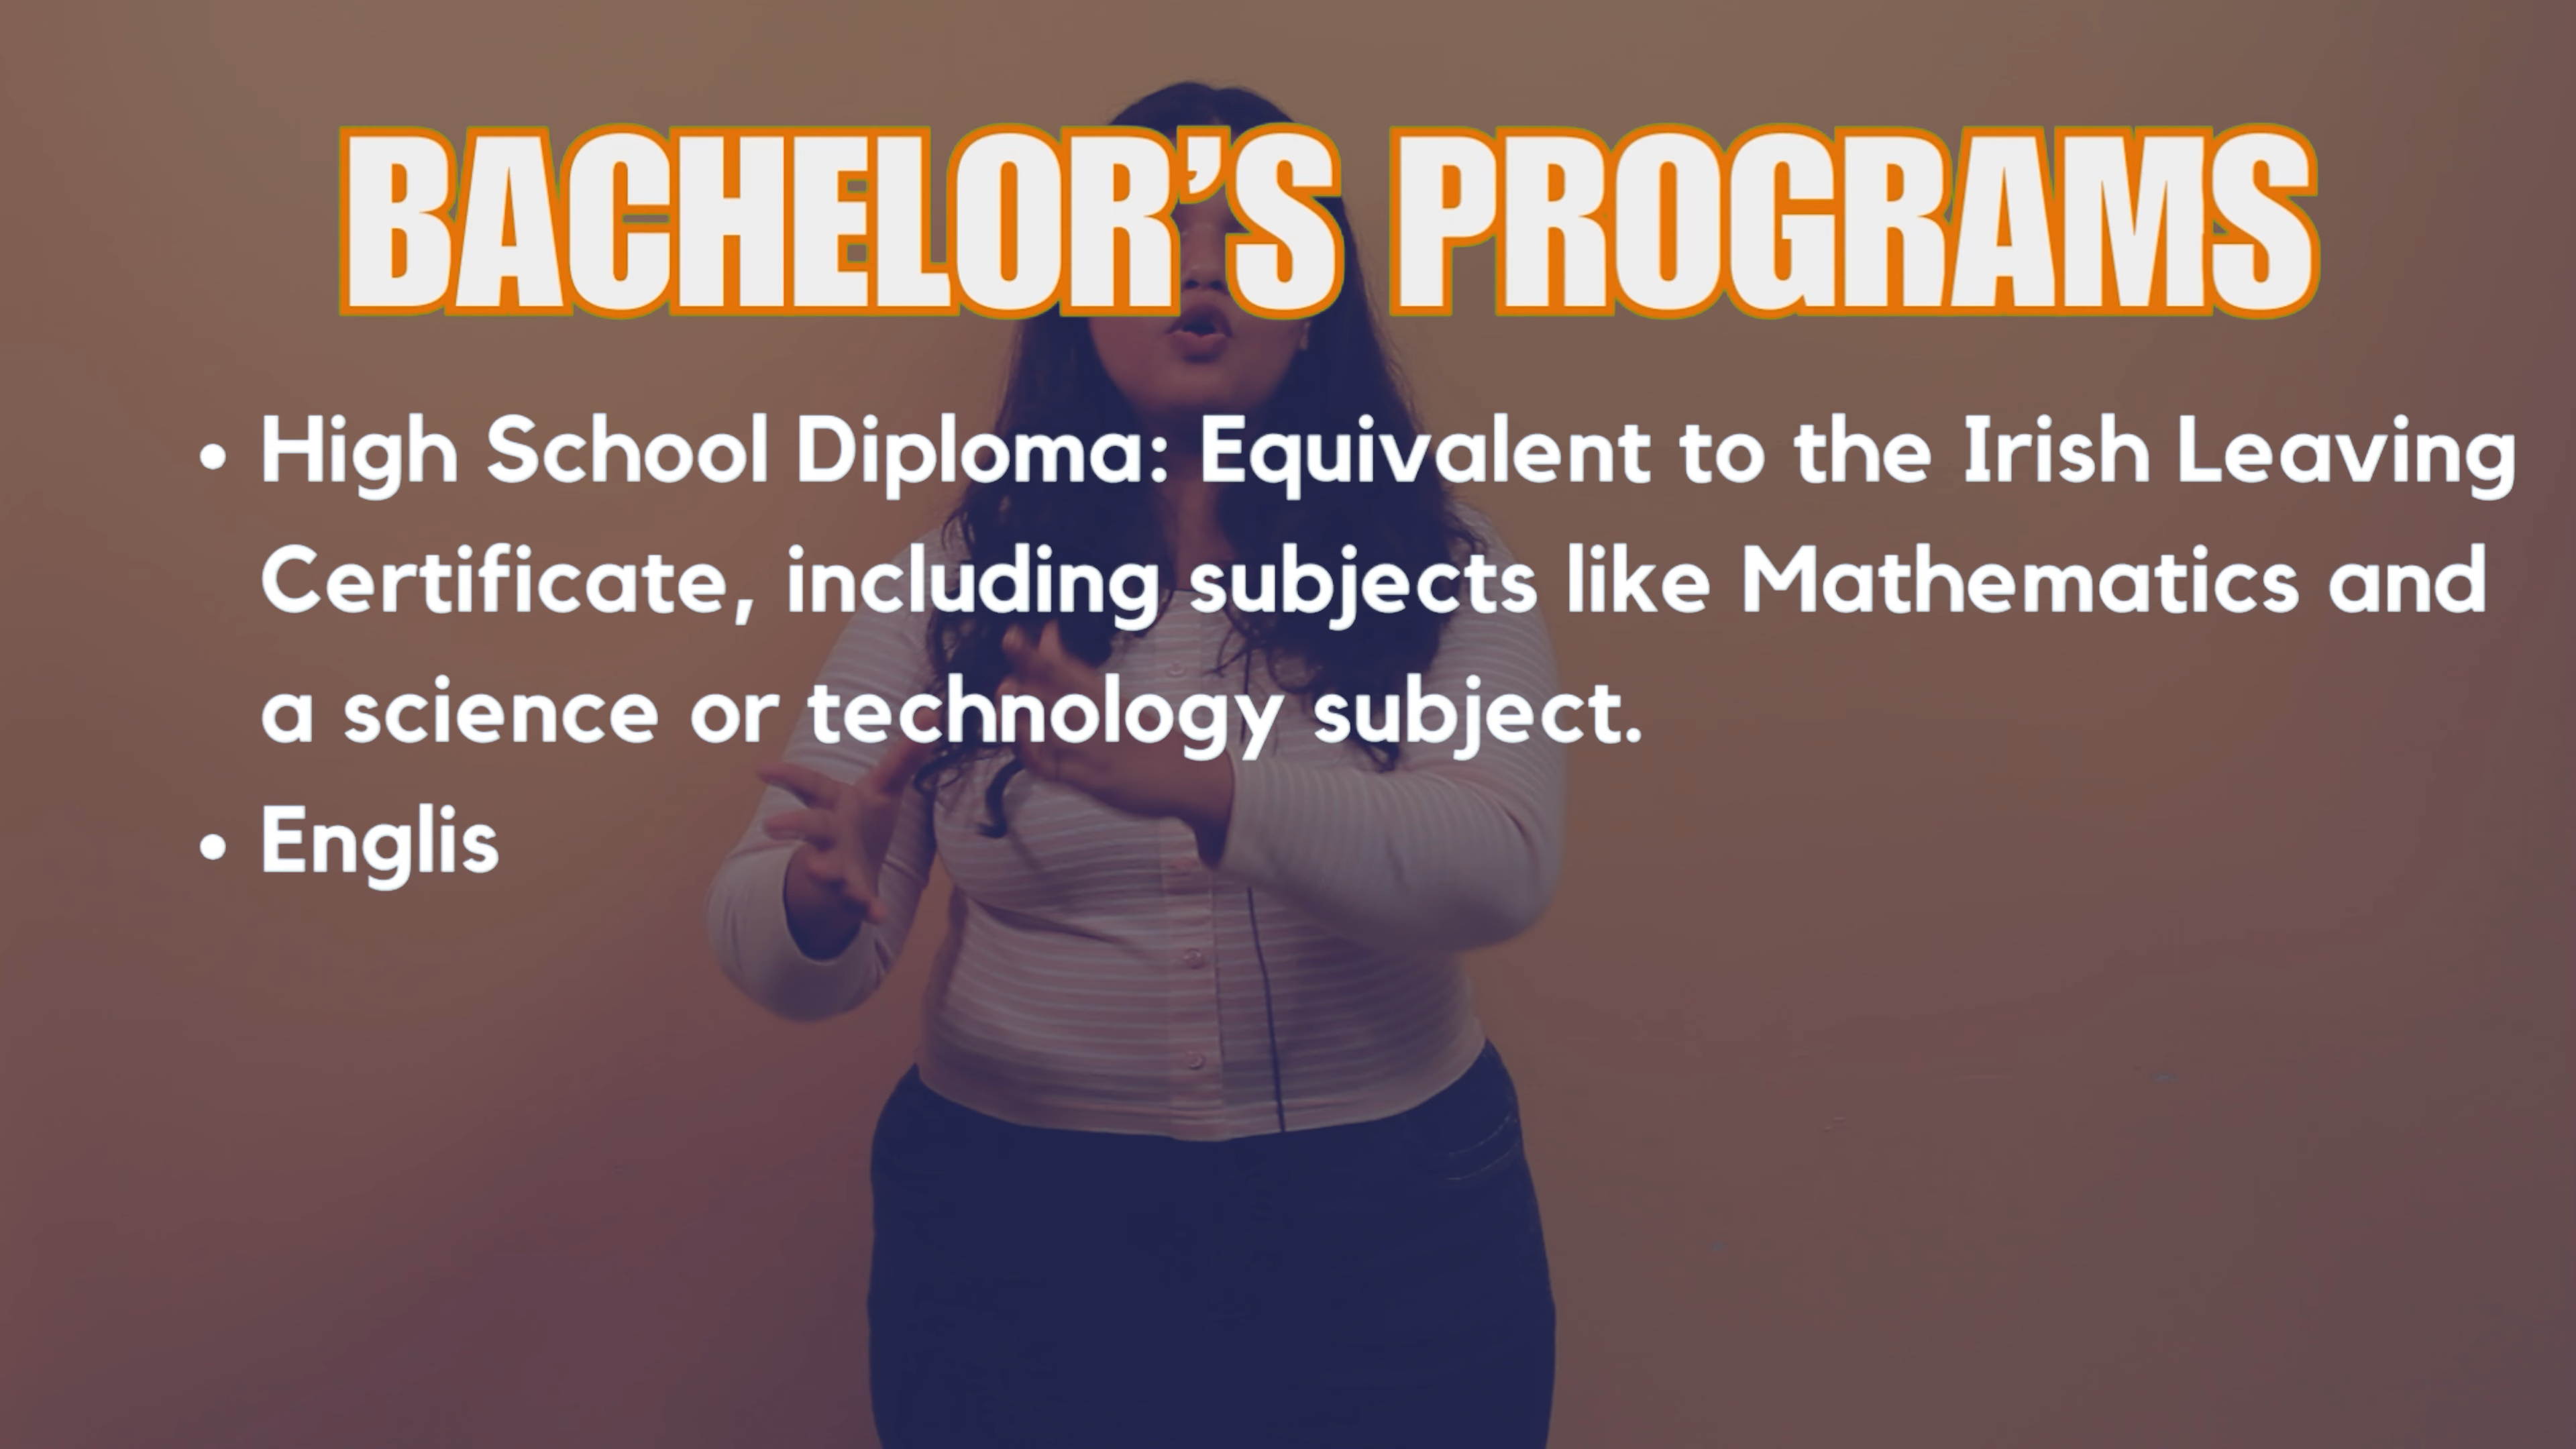 BACHELOR’S PROGRAMS
• High School Diploma: Equivalent to the Irish Leaving
Certificate, including subjects like Mathematics and
a science or technology subject.
• Englis